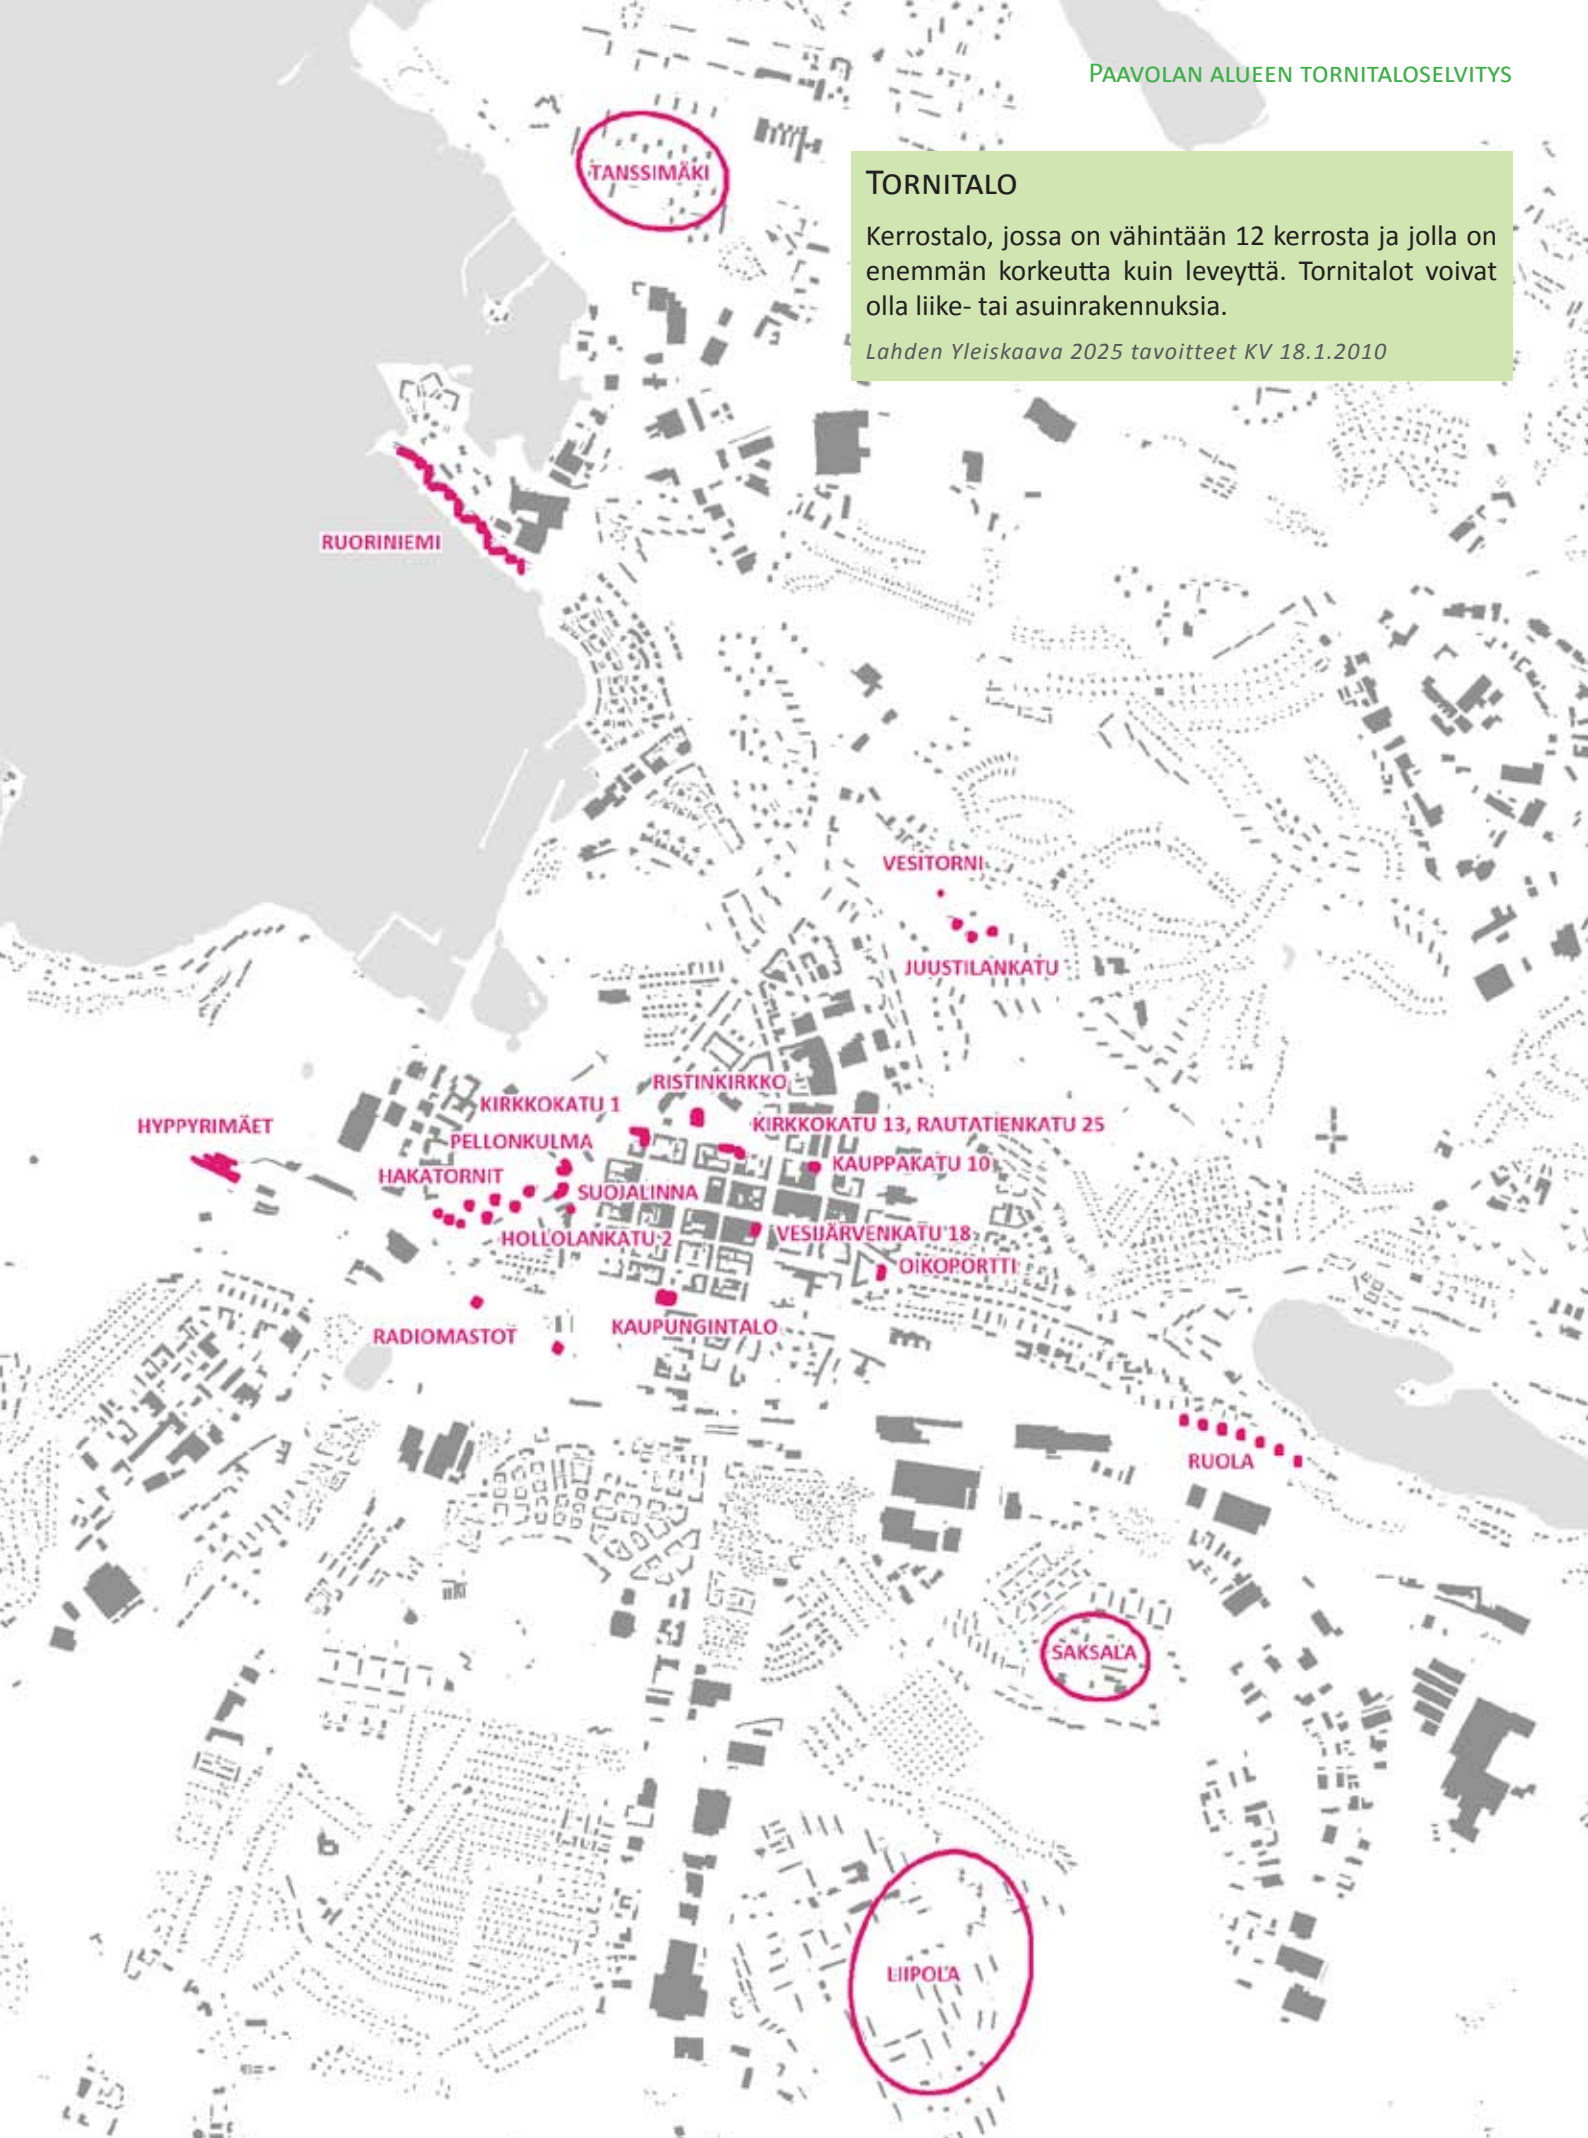 Paavolan alueen tornitaloselvitys
Tornitalo
Kerrostalo, jossa on vähintään 12 kerrosta ja jolla on
enemmän korkeutta kuin leveyttä. Tornitalot voivat
olla liike- tai asuinrakennuksia.
Lahden Yleiskaava 2025 tavoitteet KV 18.1.2010
TANSSIMÄKI
RUORINIEMI
VESITORNI
JUUSTILANKATU
RISTINKIRKKO
KIRKKOKATU 1
HYPPYRIMÄET
KIRKKOKATU 13, RAUTATIENKATU 25
PELLONKULMA
KAUPPAKATU 10
HAKATORNIT
SUOJALINNA
HOLLOLANKATU 2
VESIJÄRVENKATU 18
OIKOPORTTI
RADIOMASTOT
KAUPUNGINTALO
RUOLA
SAKSALA
LIIPOLA